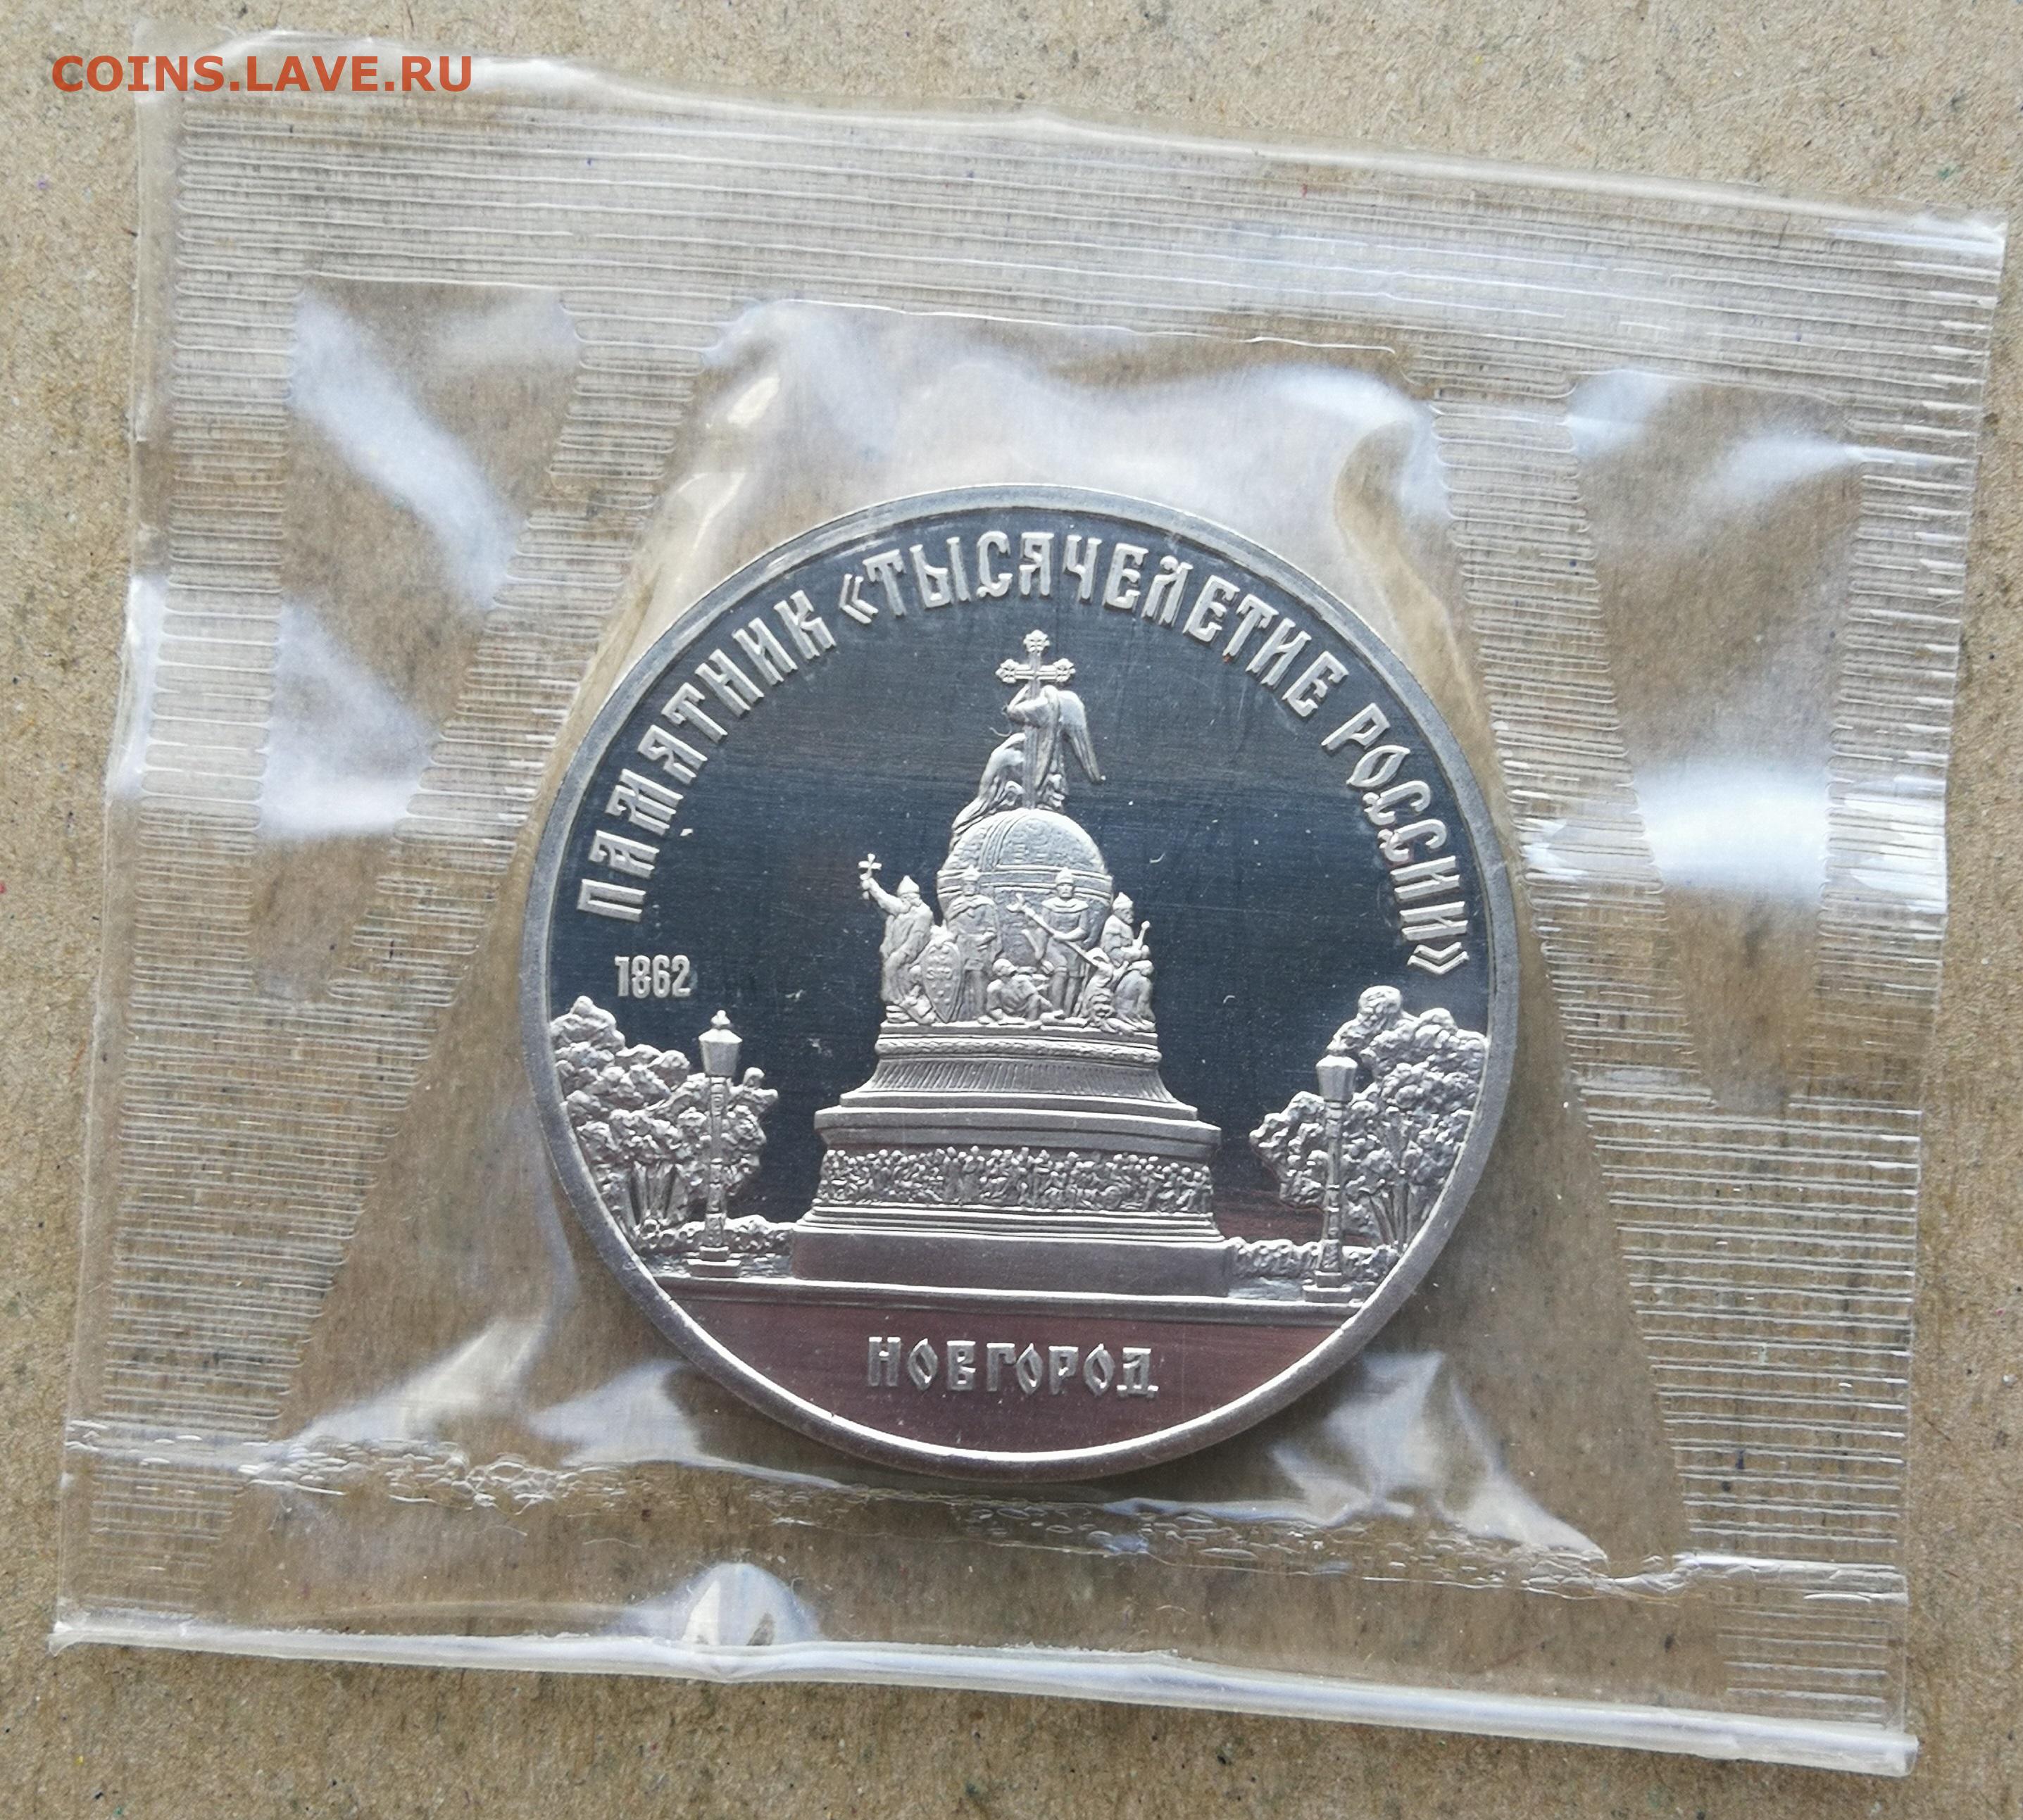 COINS.LAVE.RU
ПАМЯТНИК «ТЫСЯЧЕЛЕТИЕ РОССИИ»
1862
НОВГОРОД